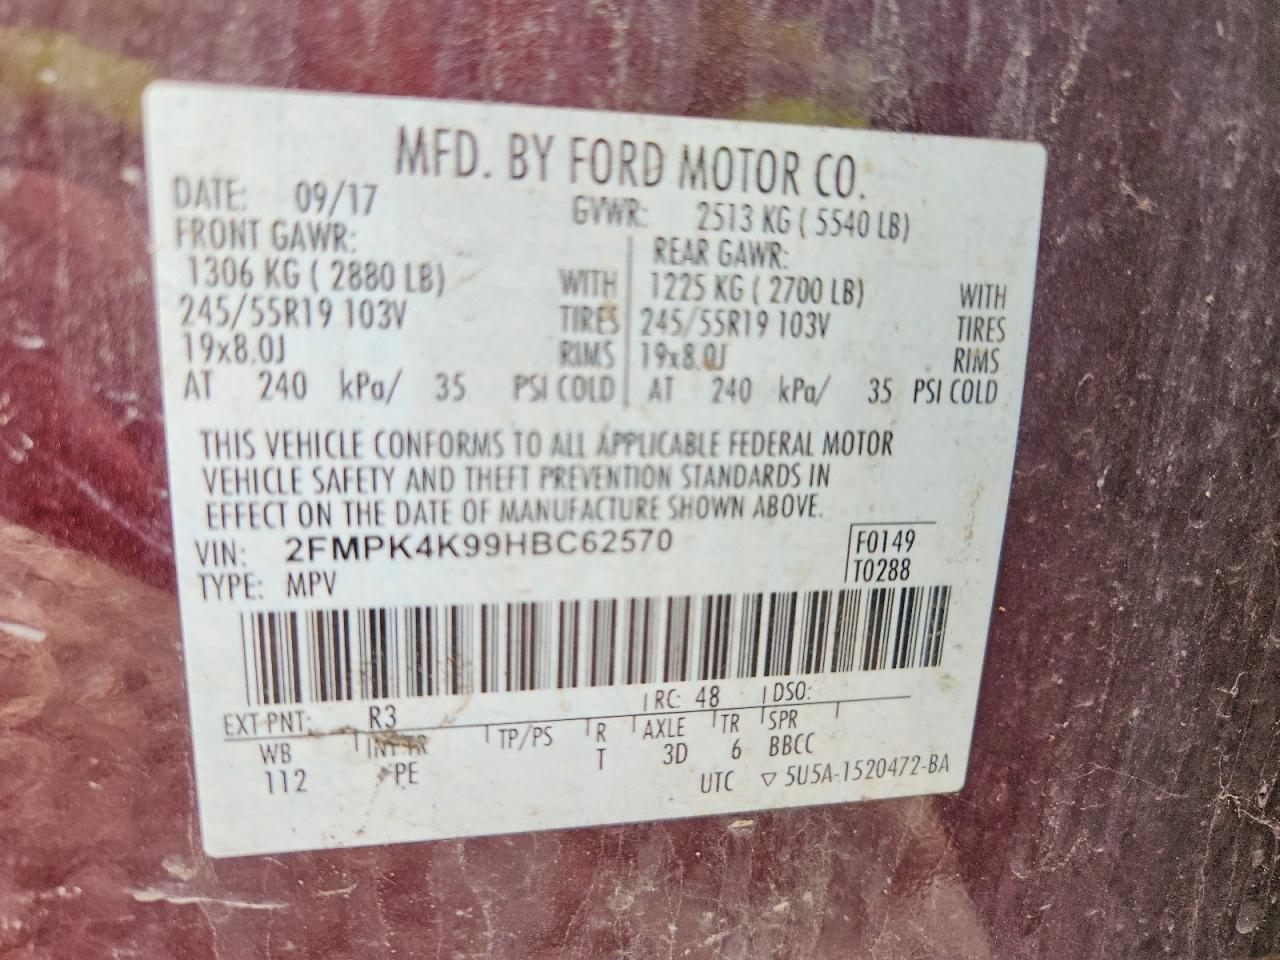 MFD. BY FORD MOTOR CO.
DATE: 09/17 GVWR: 2513 KG ( 5540 LB)
FRONT GAWR: REAR GAWR:
1306 KG ( 2880 LB) WITH 1225 KG ( 2700 LB) WITH
245/55R19 103V TIRES 245/55R19 103V TIRES
19x8.0J RIMS 19x8.0J RIMS
AT 240 kPa/ 35 PSI COLD AT 240 kPa/ 35 PSI COLD
THIS VEHICLE CONFORMS TO ALL APPLICABLE FEDERAL MOTOR
VEHICLE SAFETY AND THEFT PREVENTION STANDARDS IN
EFFECT ON THE DATE OF MANUFACTURE SHOWN ABOVE.
VIN: 2FMPK4K99HBC62570 F0149
TYPE: MPV T0288
EXT PNT: R3 RC: 48 DSO:
WB INT TR TP/PS R AXLE TR SPR
112 PE T 3D 6 BBCC
UTC ▽ 5U5A-1520472-BA